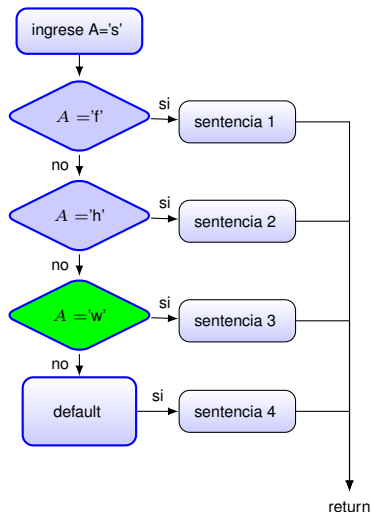 ingrese A='s'
A ='f'
si
sentencia 1
no
A ='h'
si
sentencia 2
no
A ='w'
si
sentencia 3
no
default
si
sentencia 4
return